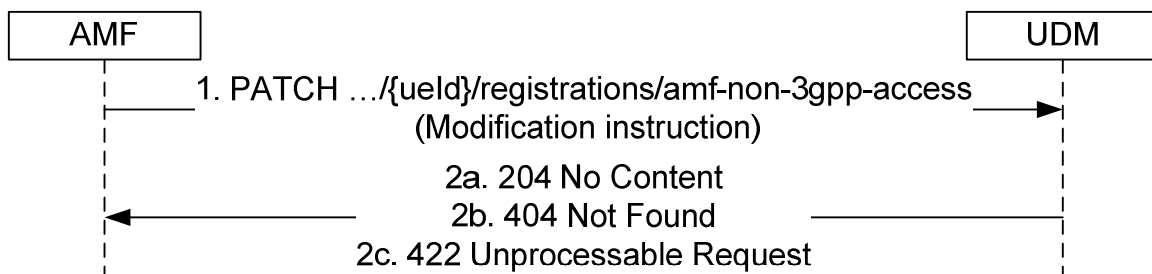 AMF
UDM
1. PATCH …/{ueId}/registrations/amf-non-3gpp-access
(Modification instruction)
2a. 204 No Content
2b. 404 Not Found
2c. 422 Unprocessable Request